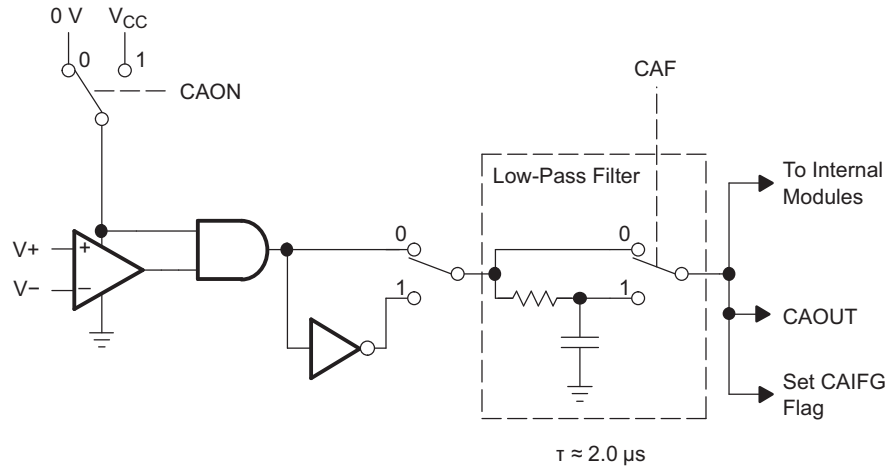 0 V
V_CC
0
1
CAON
CAF
Low-Pass Filter
To Internal
Modules
V+
+
V−
−
0
1
0
1
CAOUT
Set CAIFG
Flag
τ ≈ 2.0 μs